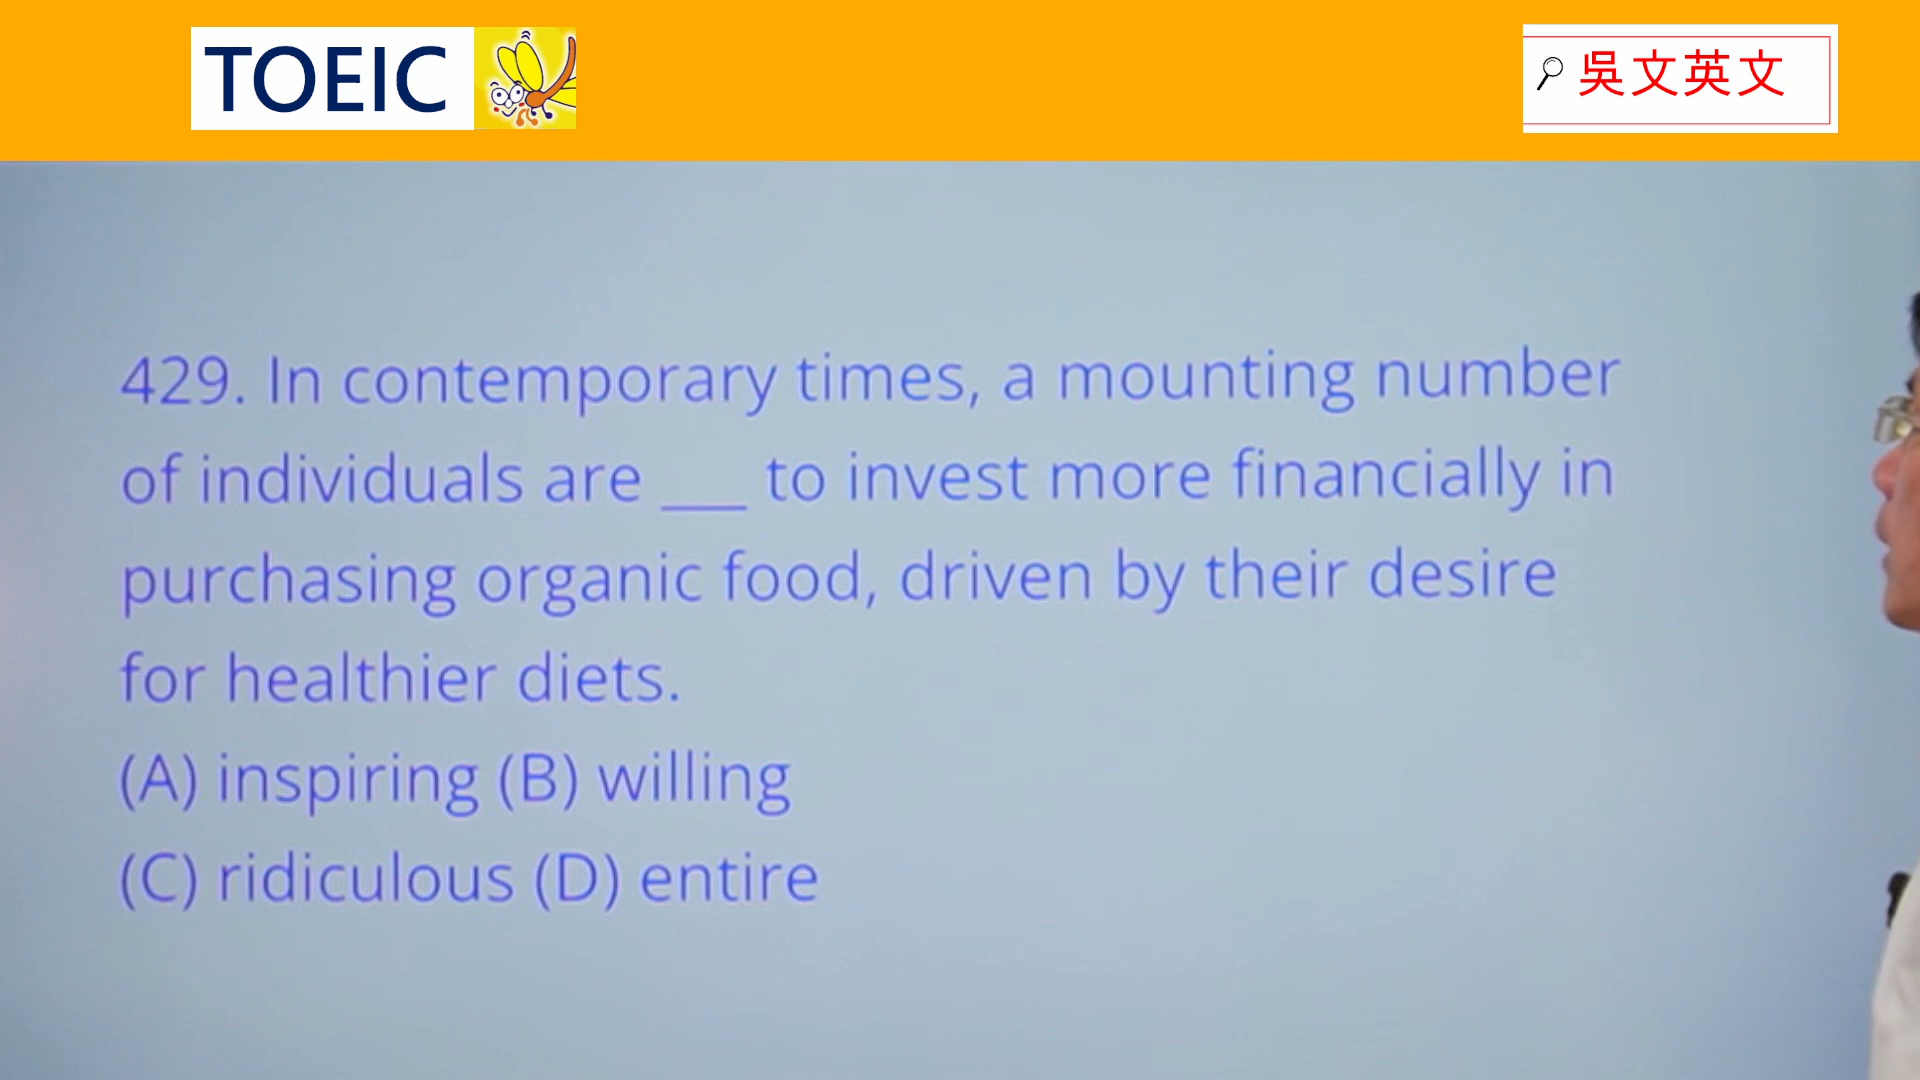 TOEIC
吳文英文
429. In contemporary times, a mounting number
of individuals are ___ to invest more financially in
purchasing organic food, driven by their desire
for healthier diets.
(A) inspiring (B) willing
(C) ridiculous (D) entire